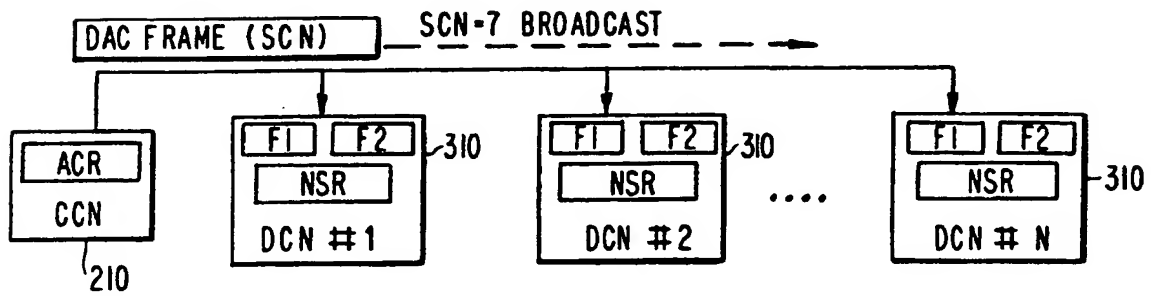 DAC FRAME (SCN)
SCN=7 BROADCAST
ACR
CCN
210
F1 F2
NSR
DCN #1
310
F1 F2
NSR
DCN #2
310
....
F1 F2
NSR
DCN # N
310